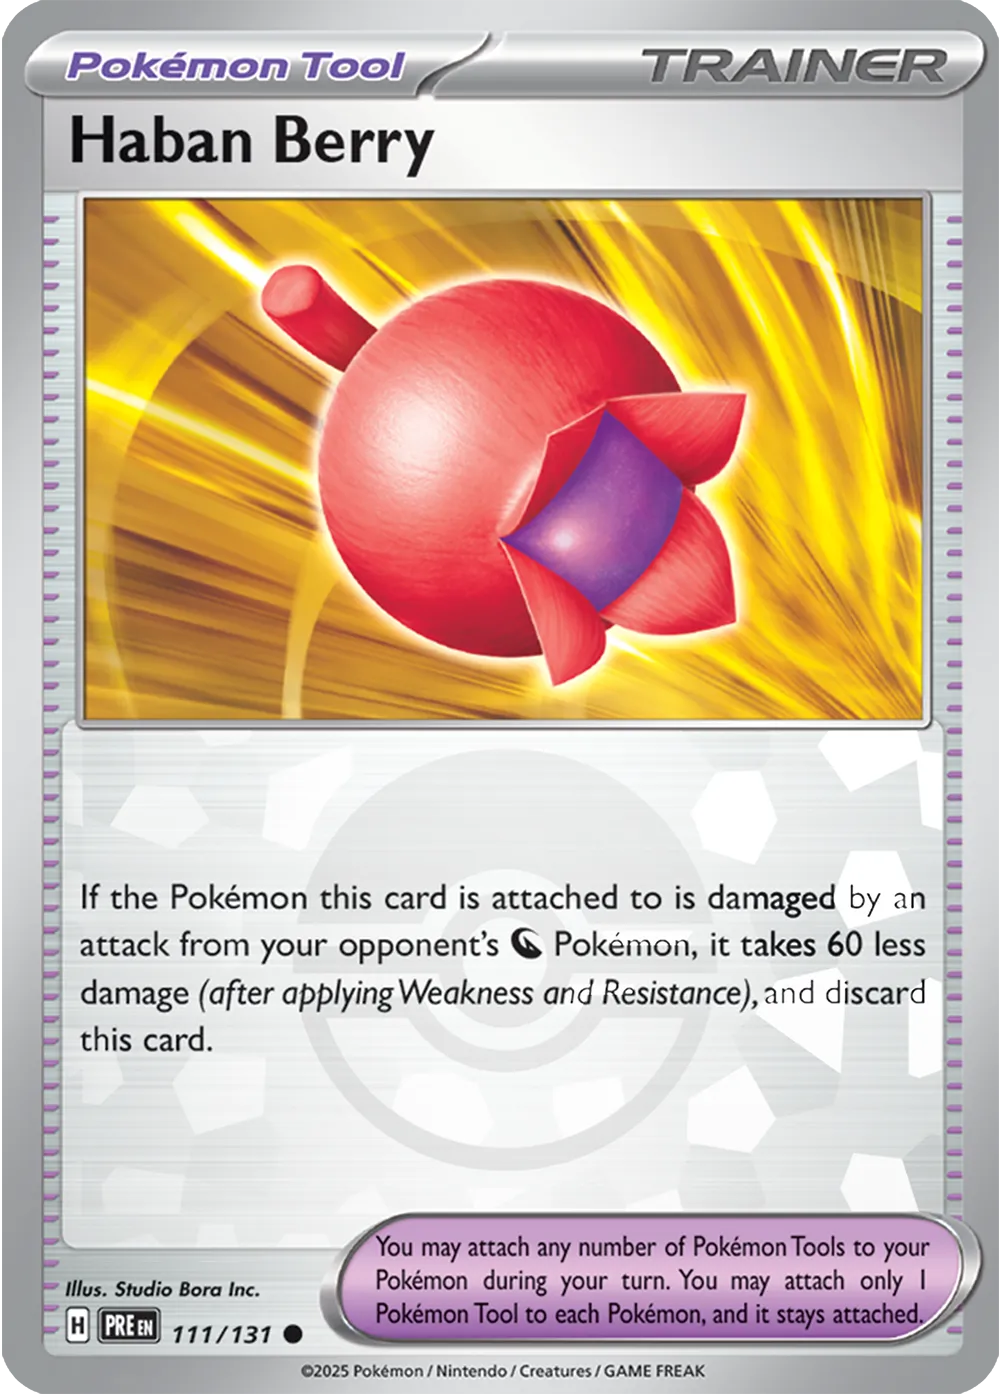 Pokémon Tool
TRAINER
Haban Berry
If the Pokémon this card is attached to is damaged by an
attack from your opponent's Pokémon, it takes 60 less
damage (after applying Weakness and Resistance), and discard
this card.
You may attach any number of Pokémon Tools to your
Pokémon during your turn. You may attach only 1
Pokémon Tool to each Pokémon, and it stays attached.
Illus. Studio Bora Inc.
H PRE EN 111/131
©2025 Pokémon / Nintendo / Creatures / GAME FREAK